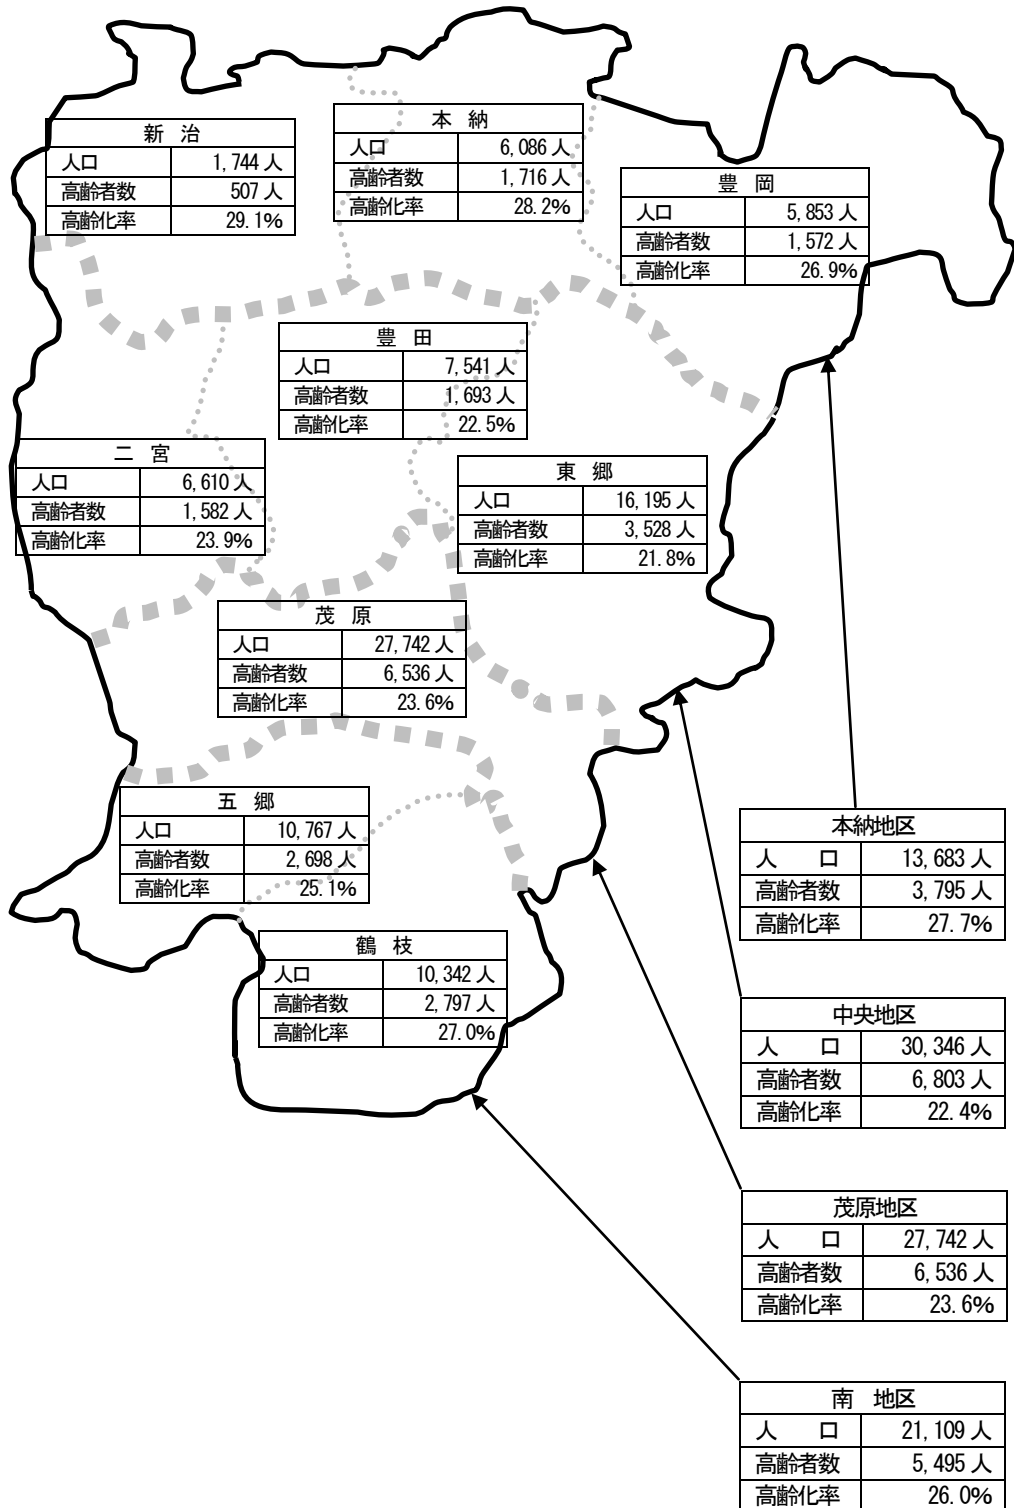 新 治
人口 1,744 人
高齢者数 507 人
高齢化率 29.1%
本 納
人口 6,086 人
高齢者数 1,716 人
高齢化率 28.2%
豊 岡
人口 5,853 人
高齢者数 1,572 人
高齢化率 26.9%
豊 田
人口 7,541 人
高齢者数 1,693 人
高齢化率 22.5%
二 宮
人口 6,610 人
高齢者数 1,582 人
高齢化率 23.9%
東 郷
人口 16,195 人
高齢者数 3,528 人
高齢化率 21.8%
茂 原
人口 27,742 人
高齢者数 6,536 人
高齢化率 23.6%
五 郷
人口 10,767 人
高齢者数 2,698 人
高齢化率 25.1%
鶴 枝
人口 10,342 人
高齢者数 2,797 人
高齢化率 27.0%
本納地区
人 口 13,683 人
高齢者数 3,795 人
高齢化率 27.7%
中央地区
人 口 30,346 人
高齢者数 6,803 人
高齢化率 22.4%
茂原地区
人 口 27,742 人
高齢者数 6,536 人
高齢化率 23.6%
南 地区
人 口 21,109 人
高齢者数 5,495 人
高齢化率 26.0%